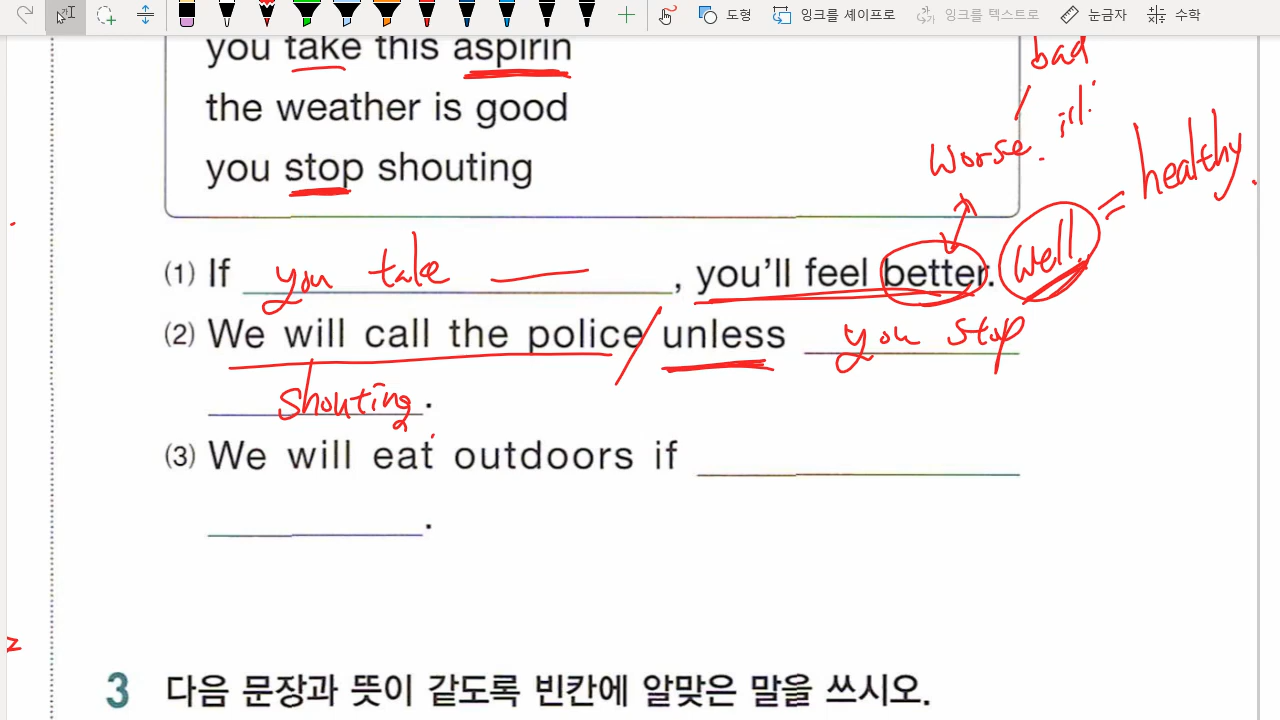 도형 잉크를 셰이프로 잉크를 텍스트로 눈금자 수학
you take this aspirin
the weather is good
you stop shouting
bad
ill
worse.
= healthy.
(1) If you take , you'll feel better. well.
(2) We will call the police / unless you stop
shouting.
(3) We will eat outdoors if
.
3 다음 문장과 뜻이 같도록 빈칸에 알맞은 말을 쓰시오.